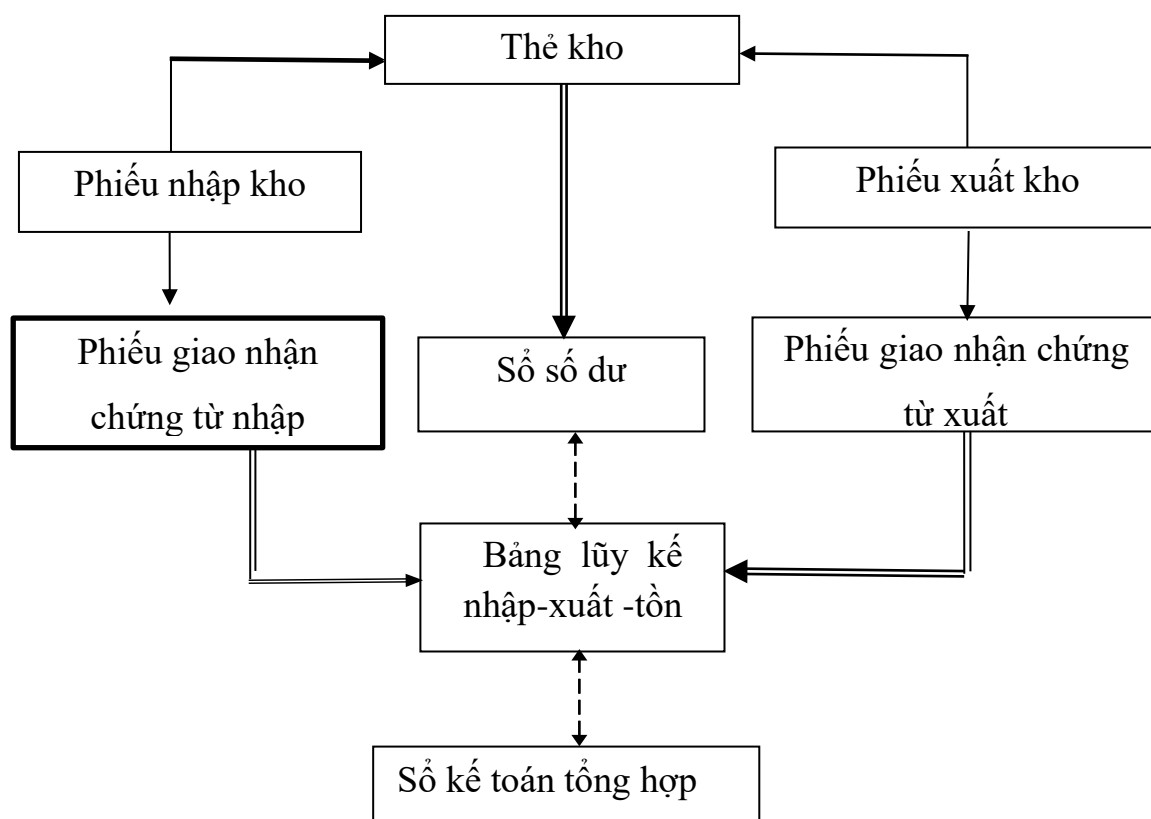 Thẻ kho
Phiếu nhập kho
Phiếu xuất kho
Phiếu giao nhận
chứng từ nhập
Sổ số dư
Phiếu giao nhận chứng
từ xuất
Bảng lũy kế
nhập-xuất -tồn
Sổ kế toán tổng hợp